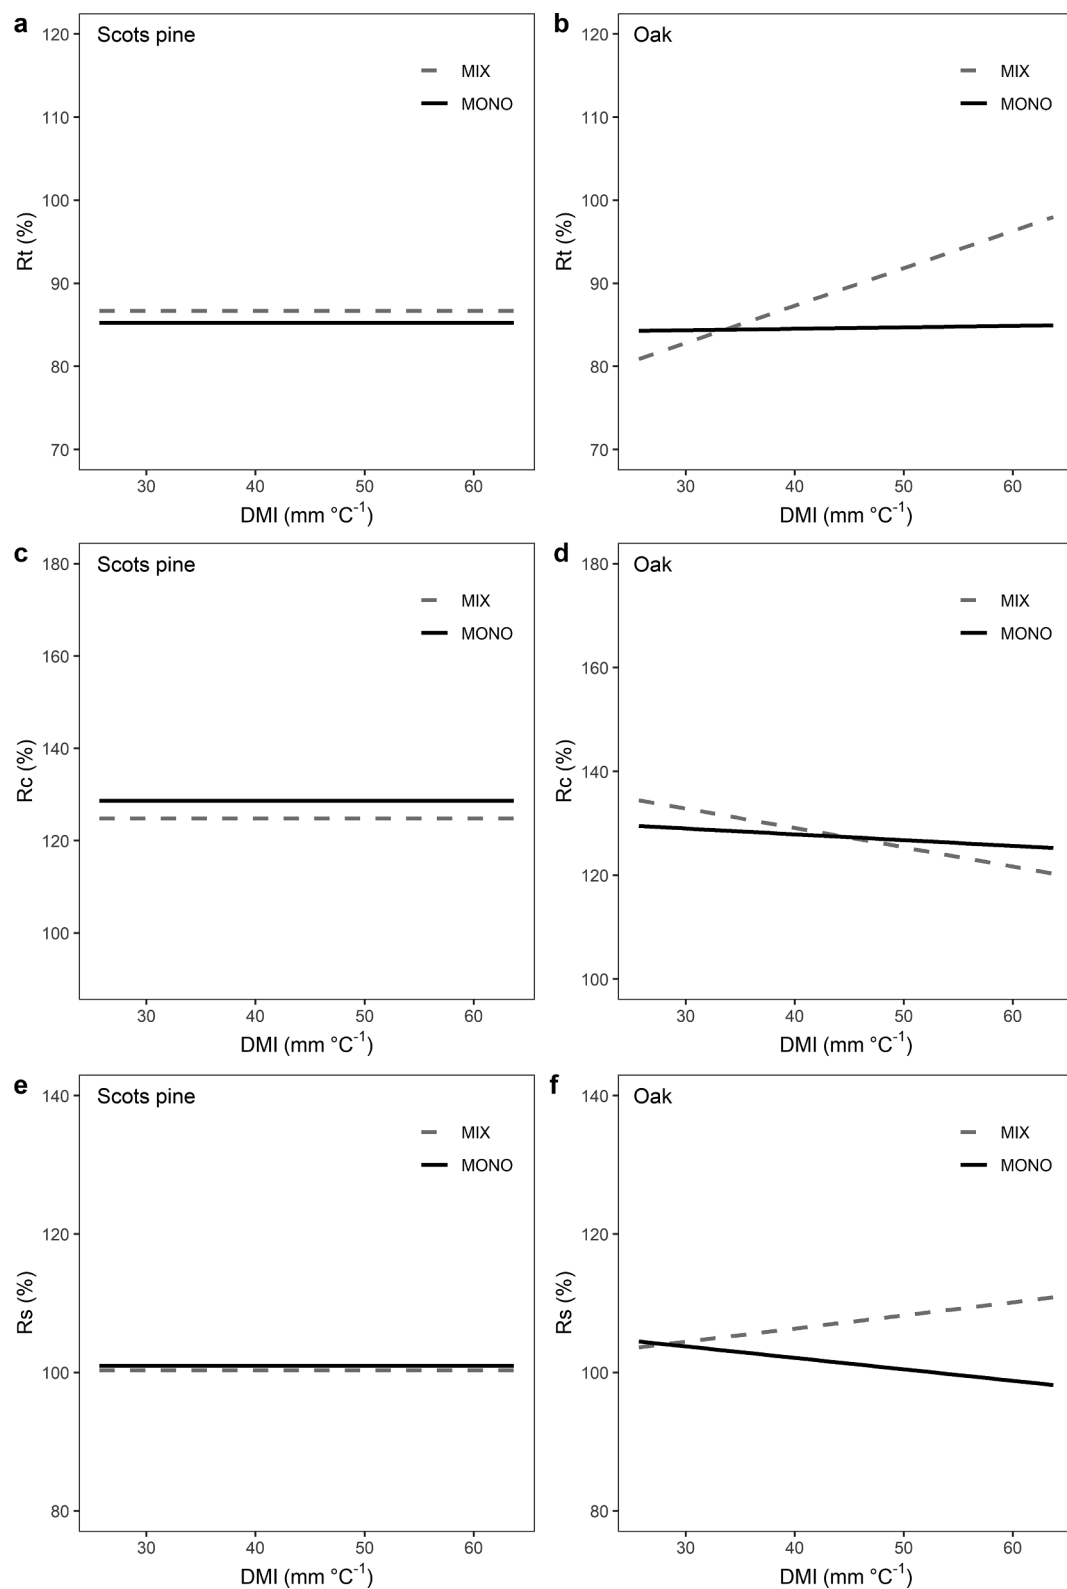 a
Scots pine
MIX
MONO
120
110
100
90
80
70
Rt (%)
30 40 50 60
DMI (mm °C⁻¹)
b
Oak
MIX
MONO
120
110
100
90
80
70
Rt (%)
30 40 50 60
DMI (mm °C⁻¹)
c
Scots pine
MIX
MONO
180
160
140
120
100
Rc (%)
30 40 50 60
DMI (mm °C⁻¹)
d
Oak
MIX
MONO
180
160
140
120
100
Rc (%)
30 40 50 60
DMI (mm °C⁻¹)
e
Scots pine
MIX
MONO
140
120
100
80
Rs (%)
30 40 50 60
DMI (mm °C⁻¹)
f
Oak
MIX
MONO
140
120
100
80
Rs (%)
30 40 50 60
DMI (mm °C⁻¹)